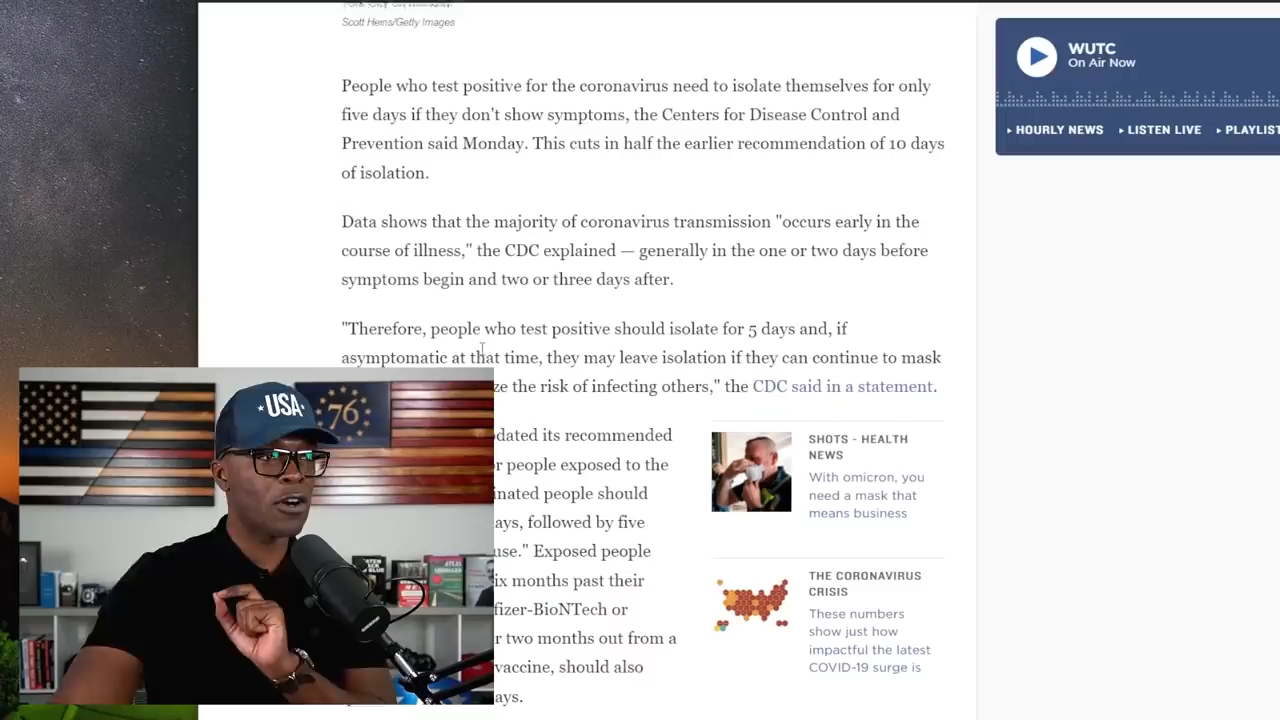 Scott Heins/Getty Images
People who test positive for the coronavirus need to isolate themselves for only
five days if they don't show symptoms, the Centers for Disease Control and
Prevention said Monday. This cuts in half the earlier recommendation of 10 days
of isolation.
Data shows that the majority of coronavirus transmission "occurs early in the
course of illness," the CDC explained — generally in the one or two days before
symptoms begin and two or three days after.
"Therefore, people who test positive should isolate for 5 days and, if
asymptomatic at that time, they may leave isolation if they can continue to mask
ze the risk of infecting others," the CDC said in a statement.
dated its recommended
r people exposed to the
inated people should
ays, followed by five
use." Exposed people
ix months past their
fizer-BioNTech or
r two months out from a
vaccine, should also
ays.
SHOTS - HEALTH
NEWS
With omicron, you
need a mask that
means business
THE CORONAVIRUS
CRISIS
These numbers
show just how
impactful the latest
COVID-19 surge is
WUTC
On Air Now
HOURLY NEWS
LISTEN LIVE
PLAYLIST
USA
76